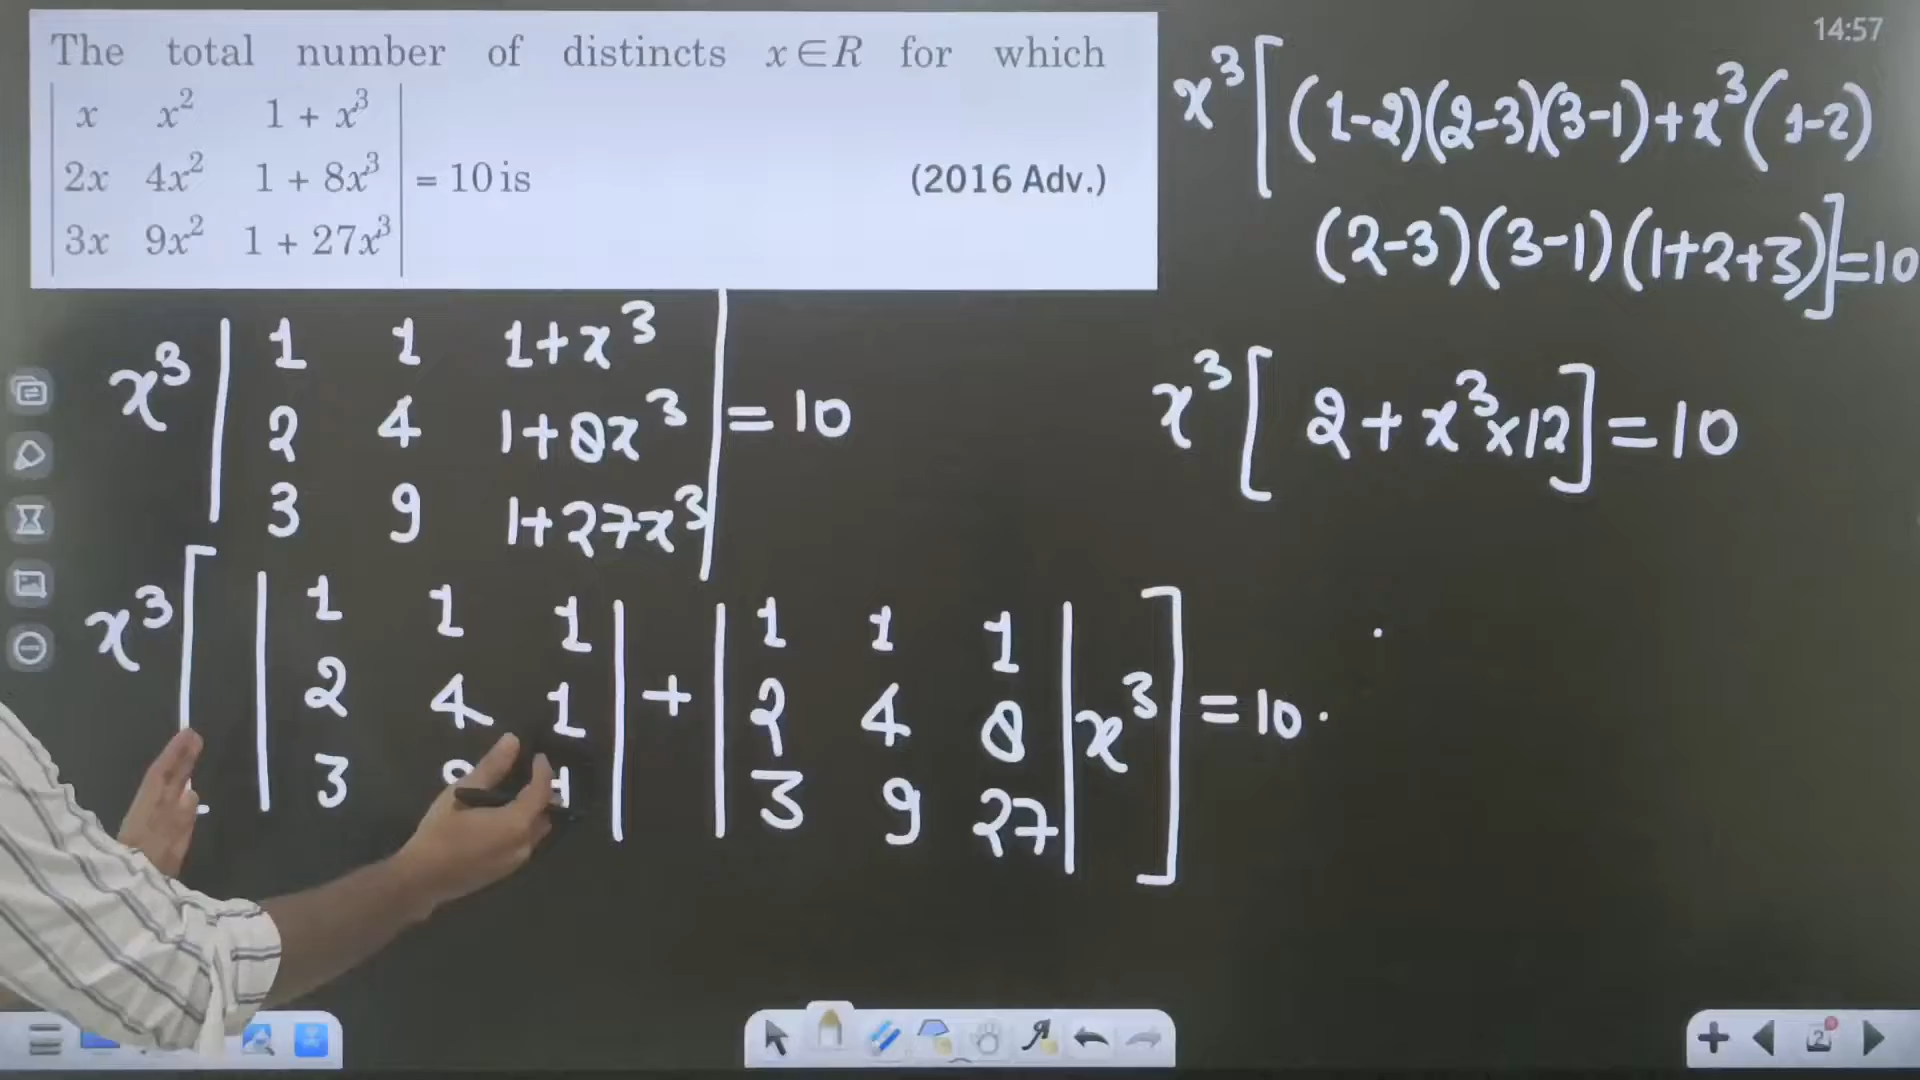 14:57
The total number of distincts x∈R for which
| x x² 1 + x³ |
| 2x 4x² 1 + 8x³ | = 10 is (2016 Adv.)
| 3x 9x² 1 + 27x³ |
x³ | 1 1 1+x³ |
| 2 4 1+8x³ | = 10
| 3 9 1+27x³ |
x³ [ | 1 1 1 | + | 1 1 1 |
| 2 4 1 | + | 2 4 8 | x³ ] = 10.
| 3 9 1 | | 3 9 27 |
x³ [ (1-2)(2-3)(3-1) + x³ (1-2)
(2-3)(3-1)(1+2+3) ] = 10
x³ [ 2 + x³ × 12 ] = 10
2